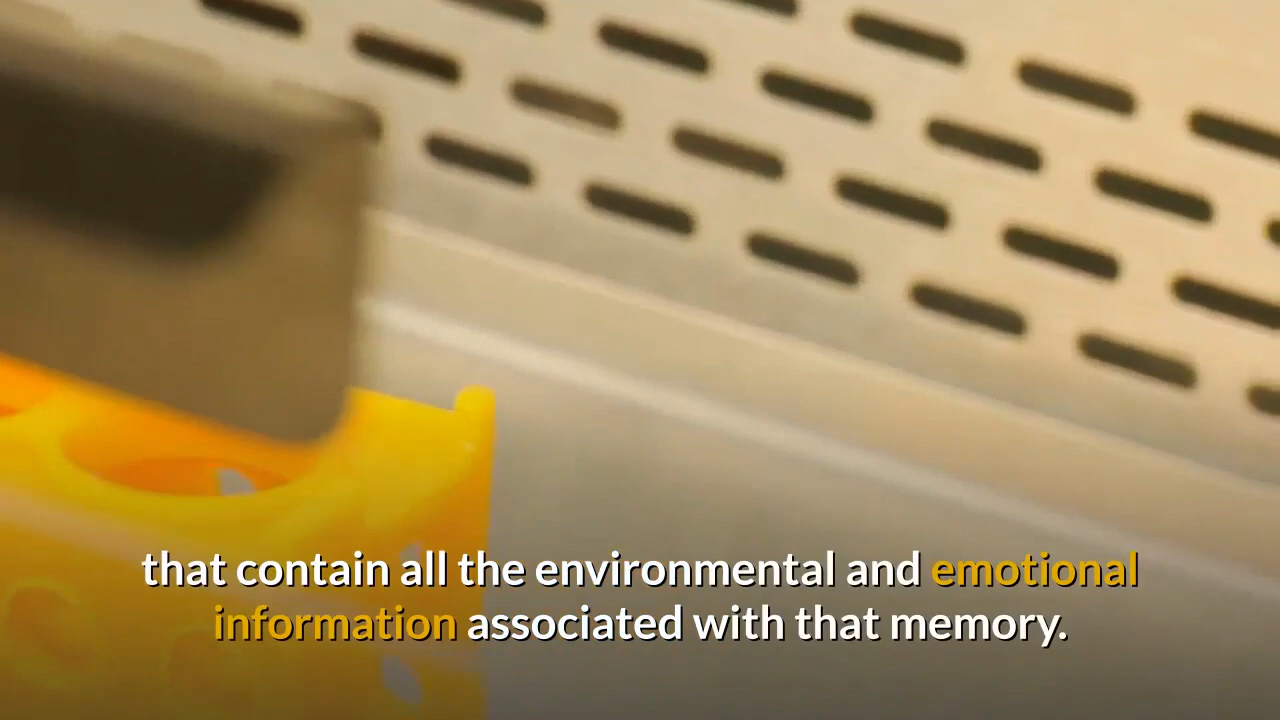 that contain all the environmental and emotional
information associated with that memory.